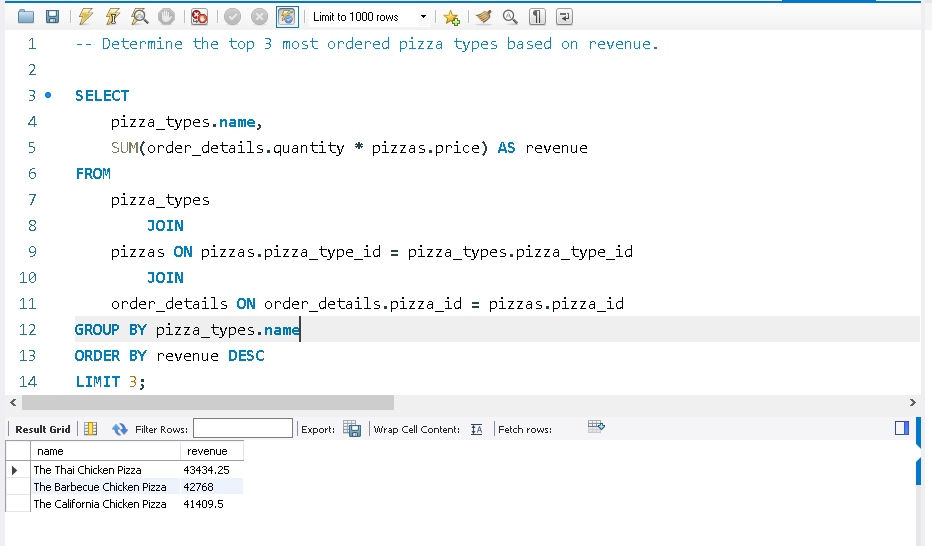 Limit to 1000 rows
1 -- Determine the top 3 most ordered pizza types based on revenue.
2
3 SELECT
4 pizza_types.name,
5 SUM(order_details.quantity * pizzas.price) AS revenue
6 FROM
7 pizza_types
8 JOIN
9 pizzas ON pizzas.pizza_type_id = pizza_types.pizza_type_id
10 JOIN
11 order_details ON order_details.pizza_id = pizzas.pizza_id
12 GROUP BY pizza_types.name
13 ORDER BY revenue DESC
14 LIMIT 3;
Result Grid Filter Rows: Export: Wrap Cell Content: IA Fetch rows:
name revenue
The Thai Chicken Pizza 43434.25
The Barbecue Chicken Pizza 42768
The California Chicken Pizza 41409.5